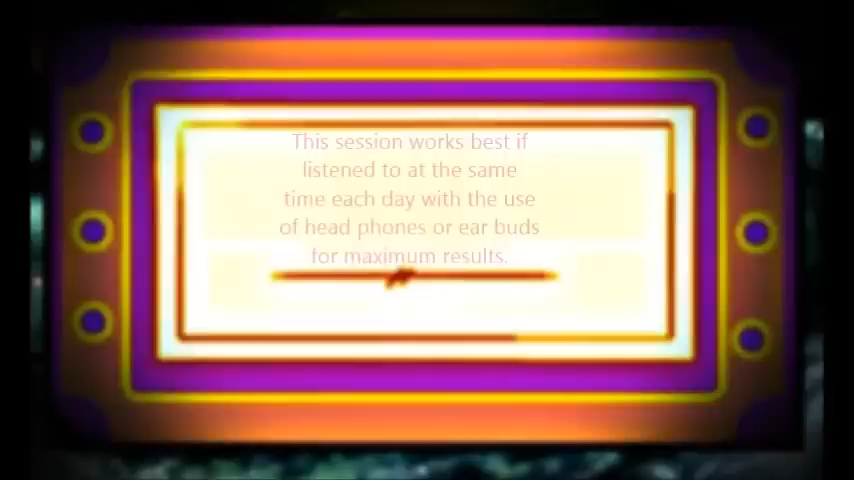 This session works best if
listened to at the same
time each day with the use
of head phones or ear buds
for maximum results.